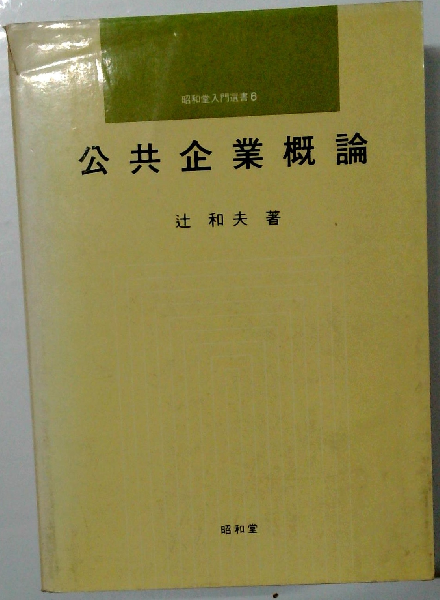 昭和堂入門選書6
公共企業概論
辻 和夫 著
昭和堂